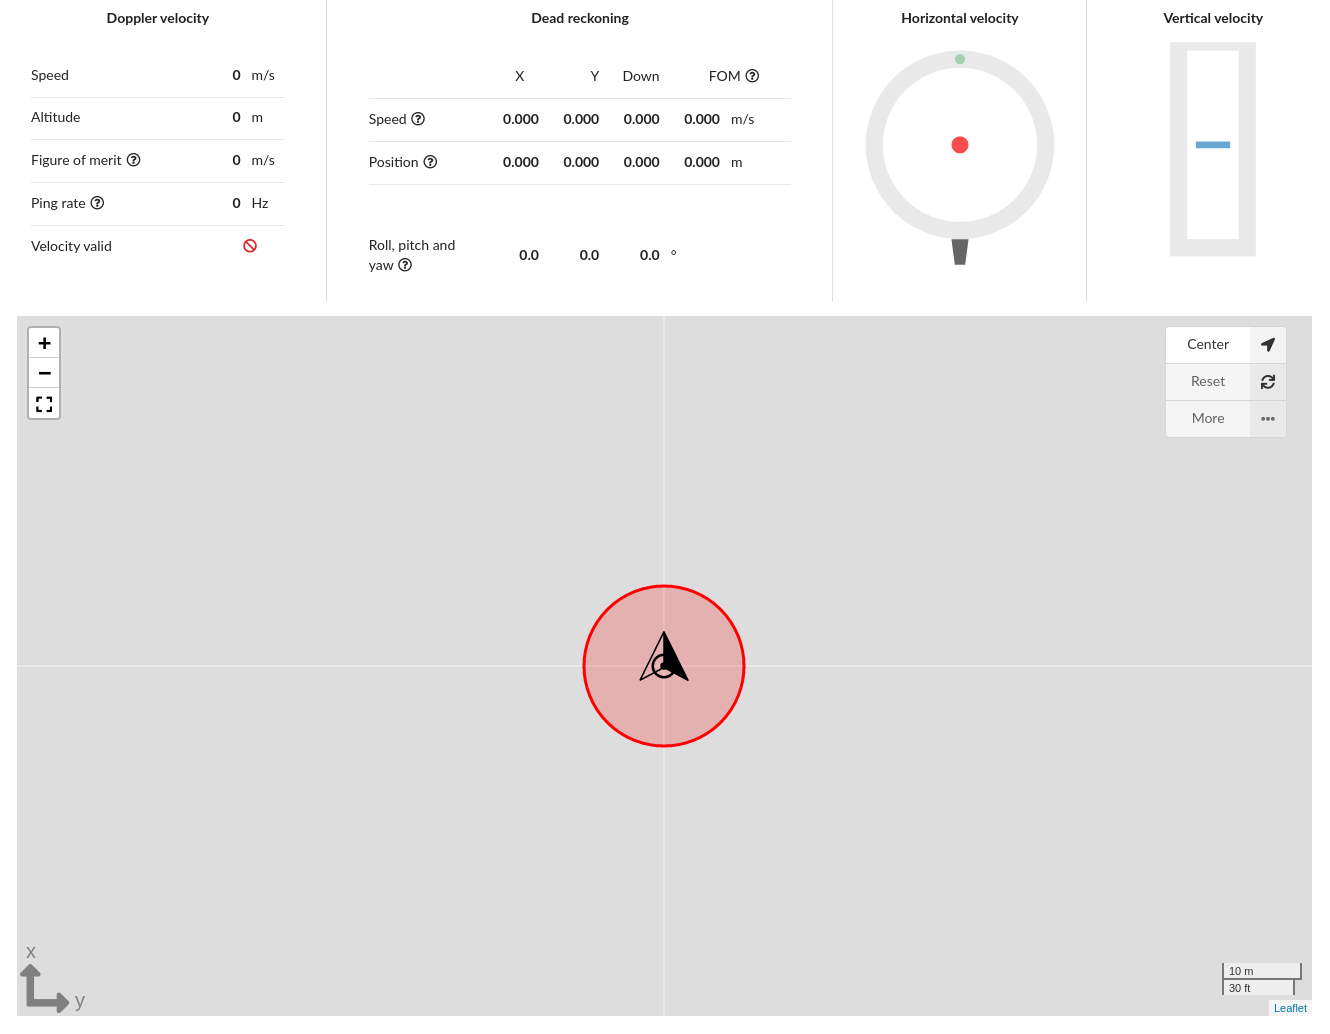 Doppler velocity
Speed 0 m/s
Altitude 0 m
Figure of merit 0 m/s
Ping rate 0 Hz
Velocity valid
Dead reckoning
X Y Down FOM
Speed 0.000 0.000 0.000 0.000 m/s
Position 0.000 0.000 0.000 0.000 m
Roll, pitch and
yaw 0.0 0.0 0.0 °
Horizontal velocity
Vertical velocity
+
−
Center
Reset
More
x
y
10 m
30 ft
Leaflet